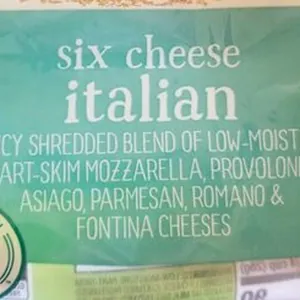 six cheese
italian
CY SHREDDED BLEND OF LOW-MOIST
ART-SKIM MOZZARELLA, PROVOLON
ASIAGO, PARMESAN, ROMANO &
FONTINA CHEESES